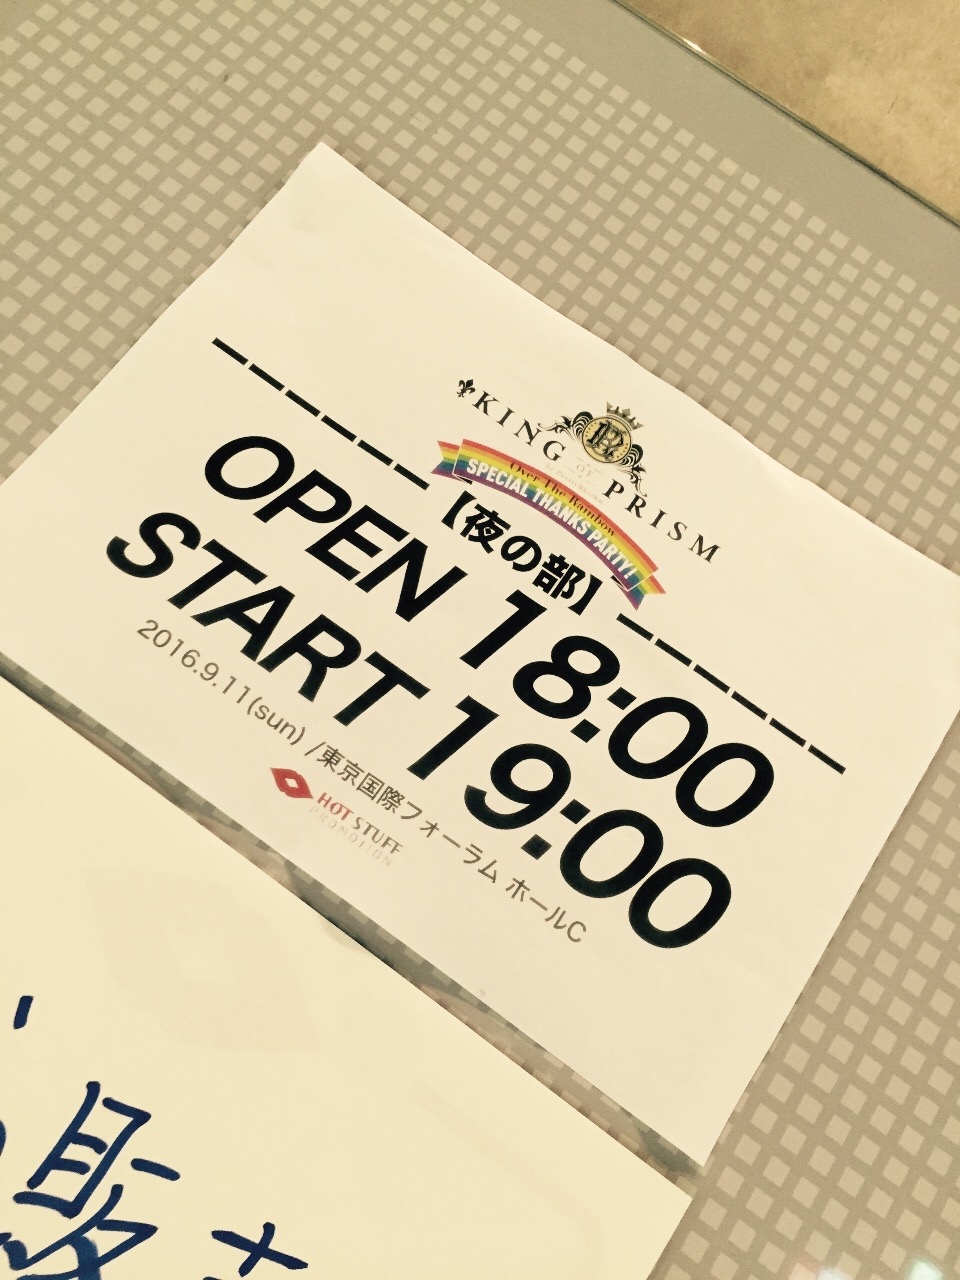 KING OF PRISM
Over The Rainbow
SPECIAL THANKS PARTY!
【夜の部】
OPEN 18:00
START 19:00
2016.9.11(sun) /東京国際フォーラム ホールC
HOT STUFF
PROMOTION